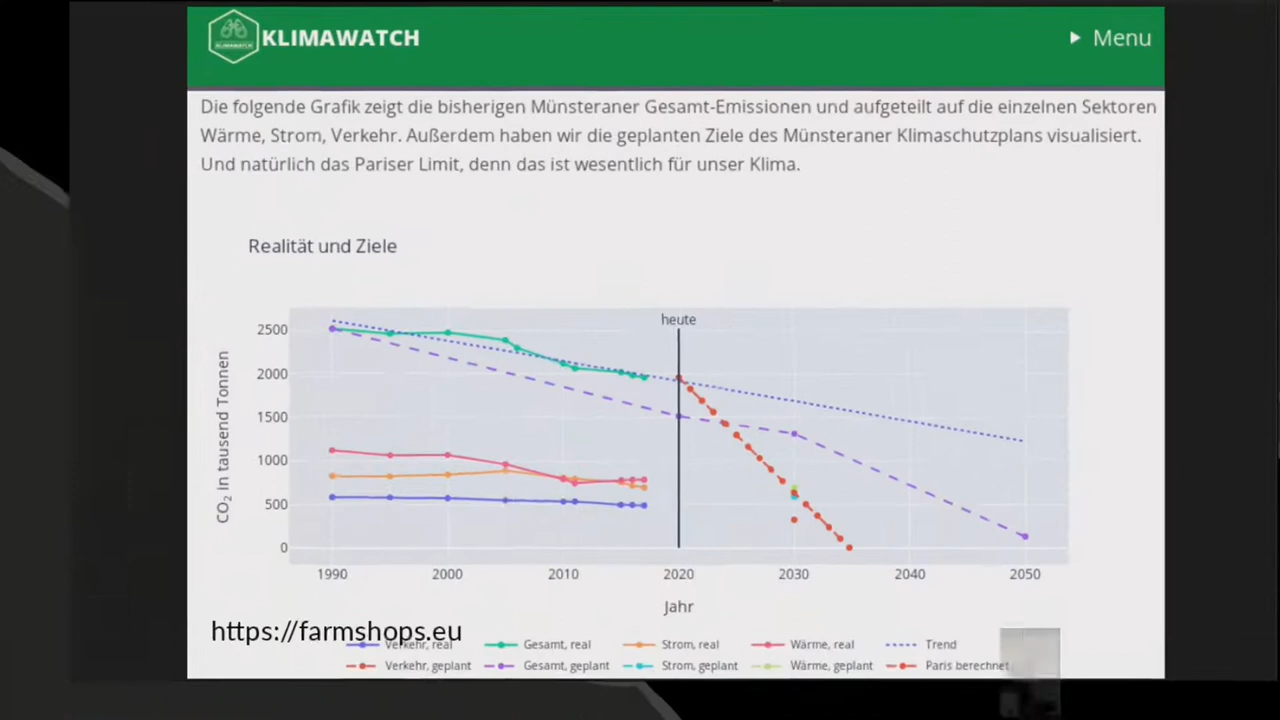 KLIMAWATCH
KLIMAWATCH
Menu
Die folgende Grafik zeigt die bisherigen Münsteraner Gesamt-Emissionen und aufgeteilt auf die einzelnen Sektoren
Wärme, Strom, Verkehr. Außerdem haben wir die geplanten Ziele des Münsteraner Klimaschutzplans visualisiert.
Und natürlich das Pariser Limit, denn das ist wesentlich für unser Klima.
Realität und Ziele
heute
2500
2000
1500
1000
500
0
CO₂ in tausend Tonnen
1990 2000 2010 2020 2030 2040 2050
Jahr
https://farmshops.eu
Verkehr, real Gesamt, real Strom, real Wärme, real Trend
Verkehr, geplant Gesamt, geplant Strom, geplant Wärme, geplant Paris berechnet